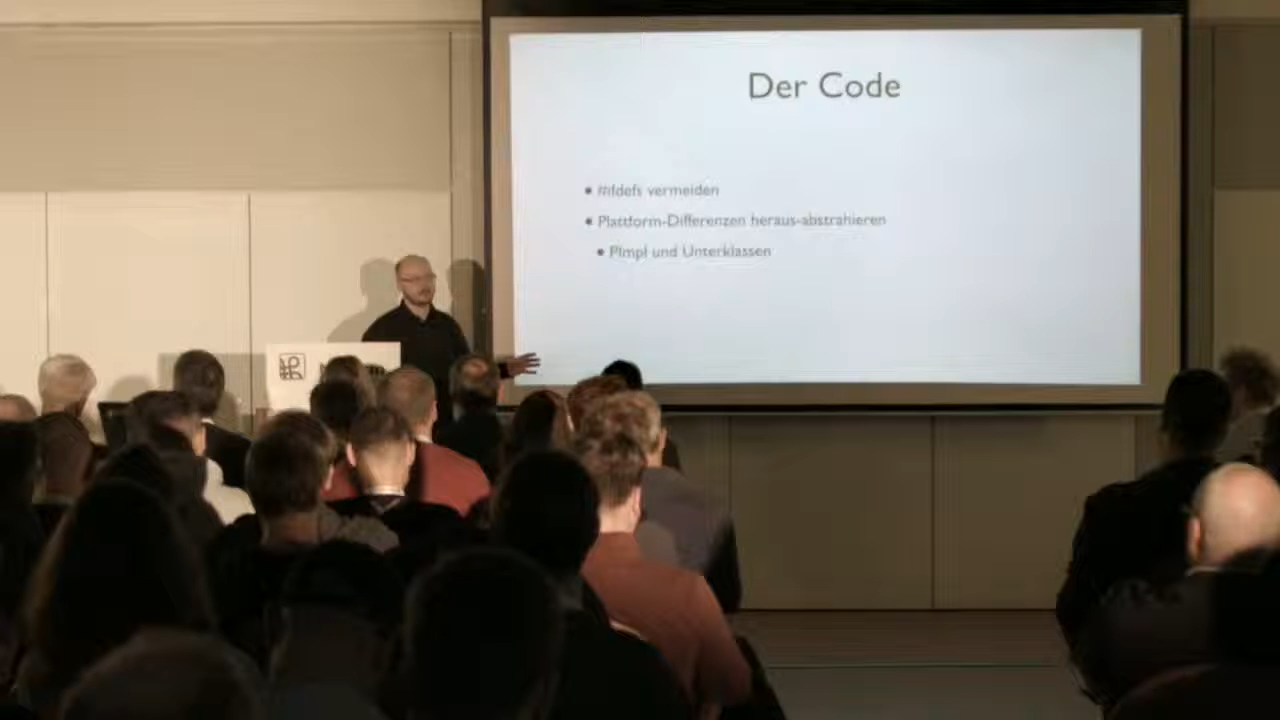 Der Code
• #ifdefs vermeiden
• Plattform-Differenzen heraus-abstrahieren
• PImpl und Unterklassen